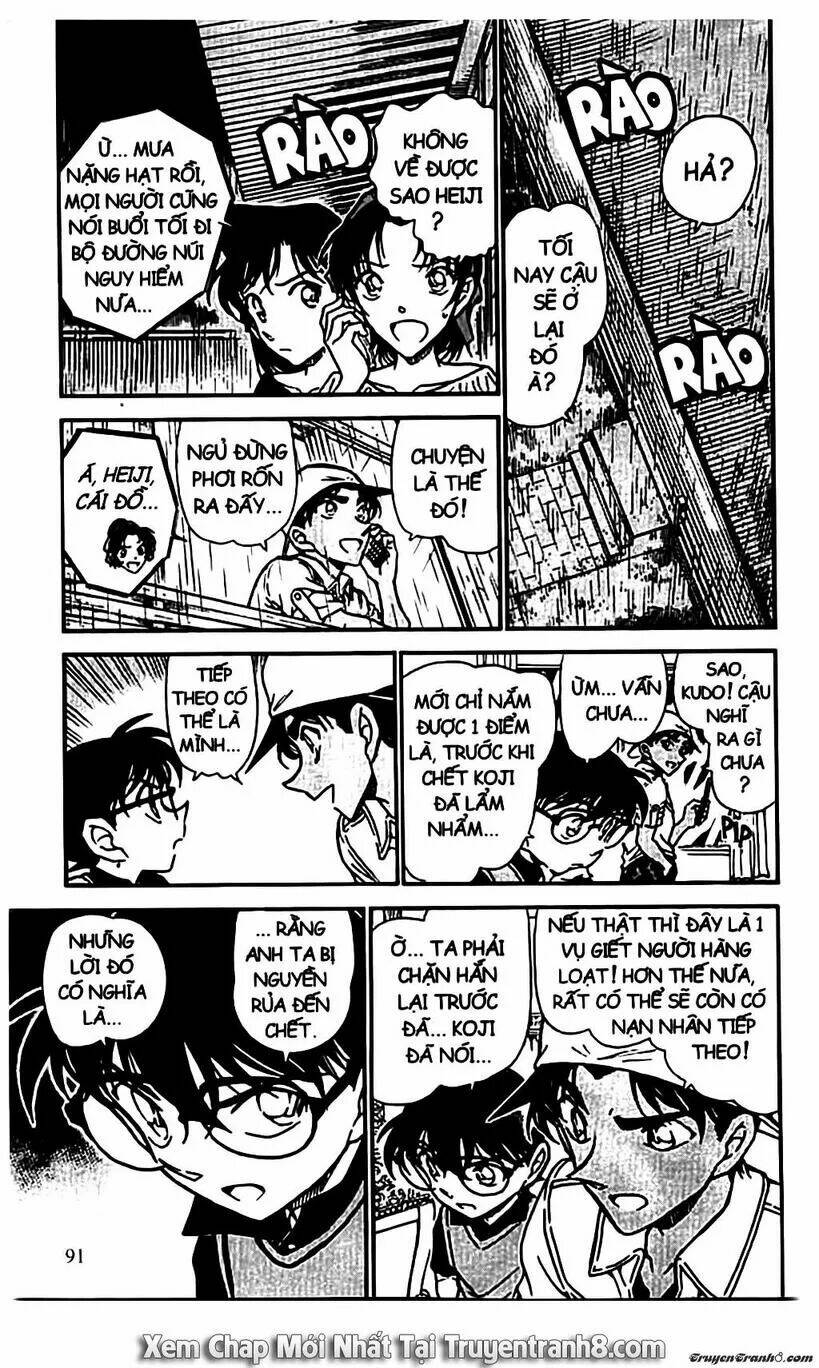 HẢ?
TỐI
NAY CẬU
SẼ Ở
LẠI
ĐÓ
À?
RÀO
RÀO
KHÔNG
VỀ ĐƯỢC
SAO HEIJI
?
RÀO
Ừ... MƯA
NẶNG HẠT RỒI,
MỌI NGƯỜI CỨNG
NÓI BUỔI TỐI ĐI
BỘ ĐƯỜNG NÚI
NGUY HIỂM
NƯA...
CHUYỆN
LÀ THẾ
ĐÓ!
NGỦ ĐỪNG
PHƠI RỐN
RA ĐẤY...
Á, HEIJI,
CÁI ĐỒ...
SAO,
KUDO! CẬU
NGHĨ
RA GÌ
CHƯA
?
PIP
ỪM... VẪN
CHƯA...
MỚI CHỈ NẮM
ĐƯỢC 1 ĐIỂM
LÀ, TRƯỚC KHI
CHẾT KOJI
ĐÃ LẨM
NHẨM...
TIẾP
THEO CÓ
THỂ LÀ
MÌNH...
NẾU THẬT THÌ ĐÂY LÀ 1
VỤ GIẾT NGƯỜI HÀNG
LOẠT! HƠN THẾ NƯA,
RẤT CÓ THỂ SẼ CÒN CÓ
NẠN NHÂN TIẾP
THEO!
Ờ... TA PHẢI
CHẶN HẮN
LẠI TRƯỚC
ĐÃ... KOJI
ĐÃ NÓI...
... RẰNG
ANH TA BỊ
NGUYỀN
RỦA ĐẾN
CHẾT.
NHỮNG
LỜI ĐÓ
CÓ NGHĨA
LÀ...
91
Xem Chap Mới Nhất Tại Truyentranh8.com
TruyenTranh8.com